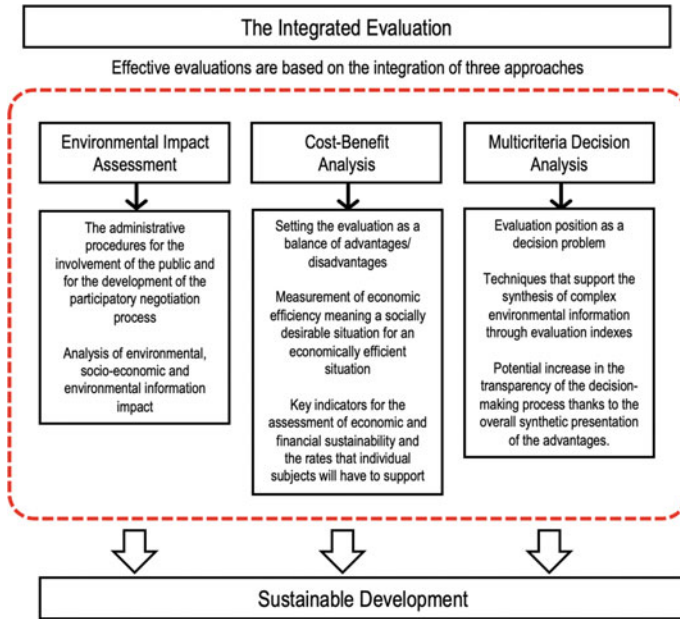 The Integrated Evaluation
Effective evaluations are based on the integration of three approaches
Environmental Impact
Assessment
The administrative
procedures for the
involvement of the public and
for the development of the
participatory negotiation
process
Analysis of environmental,
socio-economic and
environmental information
impact
Cost-Benefit
Analysis
Setting the evaluation as a
balance of advantages/
disadvantages
Measurement of economic
efficiency meaning a socially
desirable situation for an
economically efficient
situation
Key indicators for the
assessment of economic and
financial sustainability and
the rates that individual
subjects will have to support
Multicriteria Decision
Analysis
Evaluation position as a
decision problem
Techniques that support the
synthesis of complex
environmental information
through evaluation indexes
Potential increase in the
transparency of the decision-
making process thanks to the
overall synthetic presentation
of the advantages.
Sustainable Development